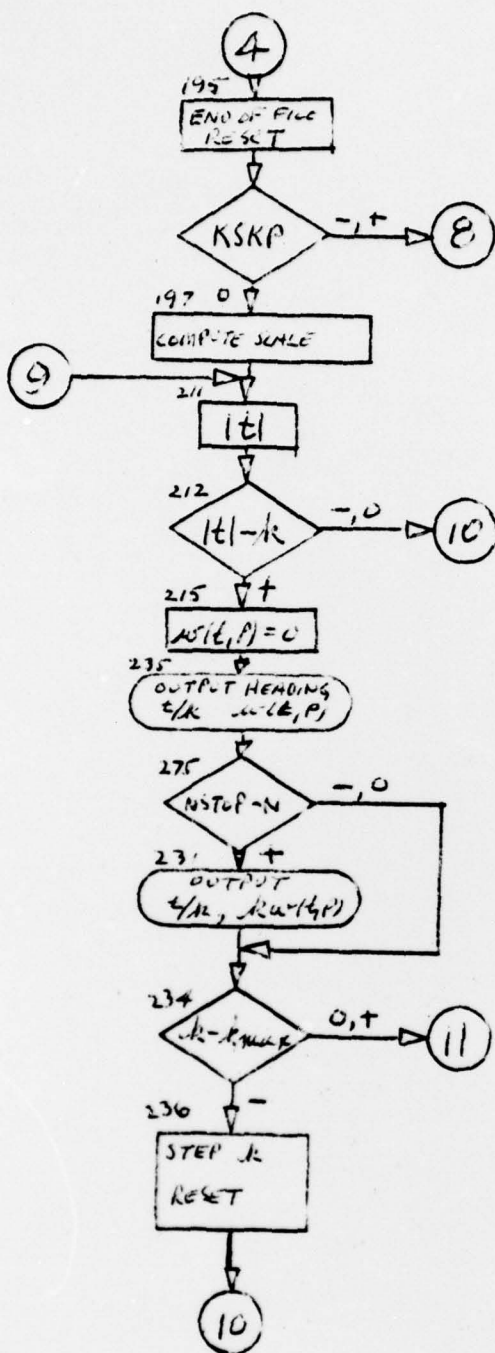 4
195
END OF FILE
RESET
KSKP
-,+
8
197
0
COMPUTE SCALE
9
211
|t|
212
|t|-k
-,0
10
+
215
w(t,P)=0
235
OUTPUT HEADING
t/k w(t,P)
275
NSTOP-N
-,0
+
231
OUTPUT
t/k, kw(t,P)
234
k-kmax
0,+
11
-
236
STEP k
RESET
10